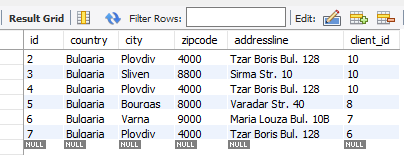 Result Grid Filter Rows: Edit:
id country city zipcode addressline client_id
2 Bulgaria Plovdiv 4000 Tzar Boris Bul. 128 10
3 Bulgaria Sliven 8800 Sirma Str. 10 10
4 Bulgaria Plovdiv 4000 Tzar Boris Bul. 128 10
5 Bulgaria Bourgas 8000 Varadar Str. 40 8
6 Bulgaria Varna 9000 Maria Louza Bul. 10B 7
7 Bulgaria Plovdiv 4000 Tzar Boris Bul. 128 6
NULL NULL NULL NULL NULL NULL